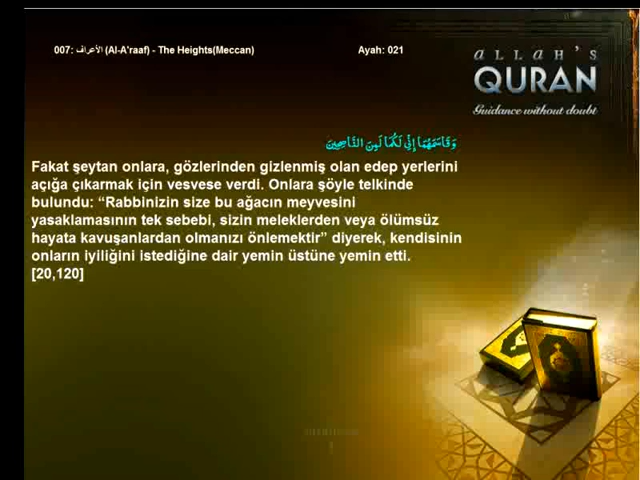 007: الأعراف (Al-A'raaf) - The Heights(Meccan)
Ayah: 021
ALLAH'S
QURAN
Guidance without doubt
وَقَاسَمَهُمَا إِنِّي لَكُمَا لَمِنَ النَّاصِحِينَ
Fakat şeytan onlara, gözlerinden gizlenmiş olan edep yerlerini
açığa çıkarmak için vesvese verdi. Onlara şöyle telkinde
bulundu: “Rabbinizin size bu ağacın meyvesini
yasaklamasının tek sebebi, sizin meleklerden veya ölümsüz
hayata kavuşanlardan olmanızı önlemektir” diyerek, kendisinin
onların iyiliğini istediğine dair yemin üstüne yemin etti.
[20,120]